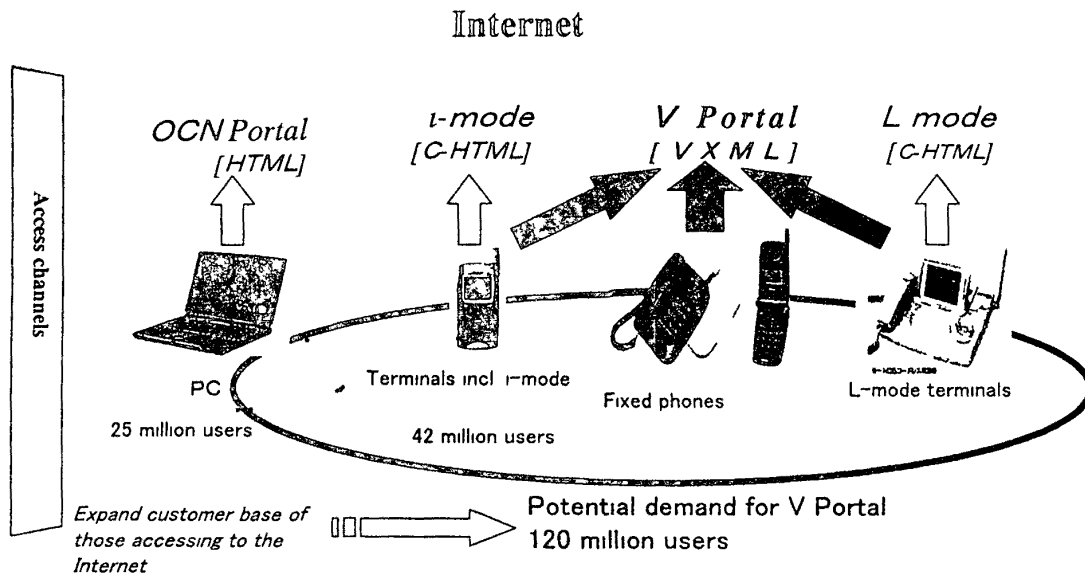 Internet
Access channels
OCN Portal
[HTML]
ı-mode
[C-HTML]
V Portal
[VXML]
L mode
[C-HTML]
PC
25 million users
Terminals incl ı-mode
42 million users
Fixed phones
L-mode terminals
Expand customer base of
those accessing to the
Internet
Potential demand for V Portal
120 million users